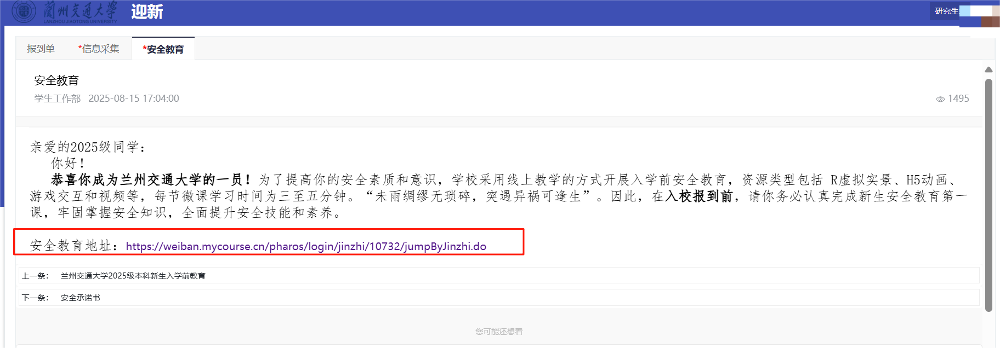 蘭州交通大学
LANZHOU JIAOTONG UNIVERSITY
迎新
研究生
报到单
*信息采集
*安全教育
安全教育
学生工作部 2025-08-15 17:04:00
1495
亲爱的2025级同学：
你好！
恭喜你成为兰州交通大学的一员！为了提高你的安全素质和意识，学校采用线上教学的方式开展入学前安全教育，资源类型包括 R虚拟实景、H5动画、
游戏交互和视频等，每节微课学习时间为三至五分钟。“未雨绸缪无琐碎，突遇异祸可逢生”。因此，在入校报到前，请你务必认真完成新生安全教育第一
课，牢固掌握安全知识，全面提升安全技能和素养。
安全教育地址：https://weiban.mycourse.cn/pharos/login/jinzhi/10732/jumpByJinzhi.do
上一条： 兰州交通大学2025级本科新生入学前教育
下一条： 安全承诺书
您可能还想看